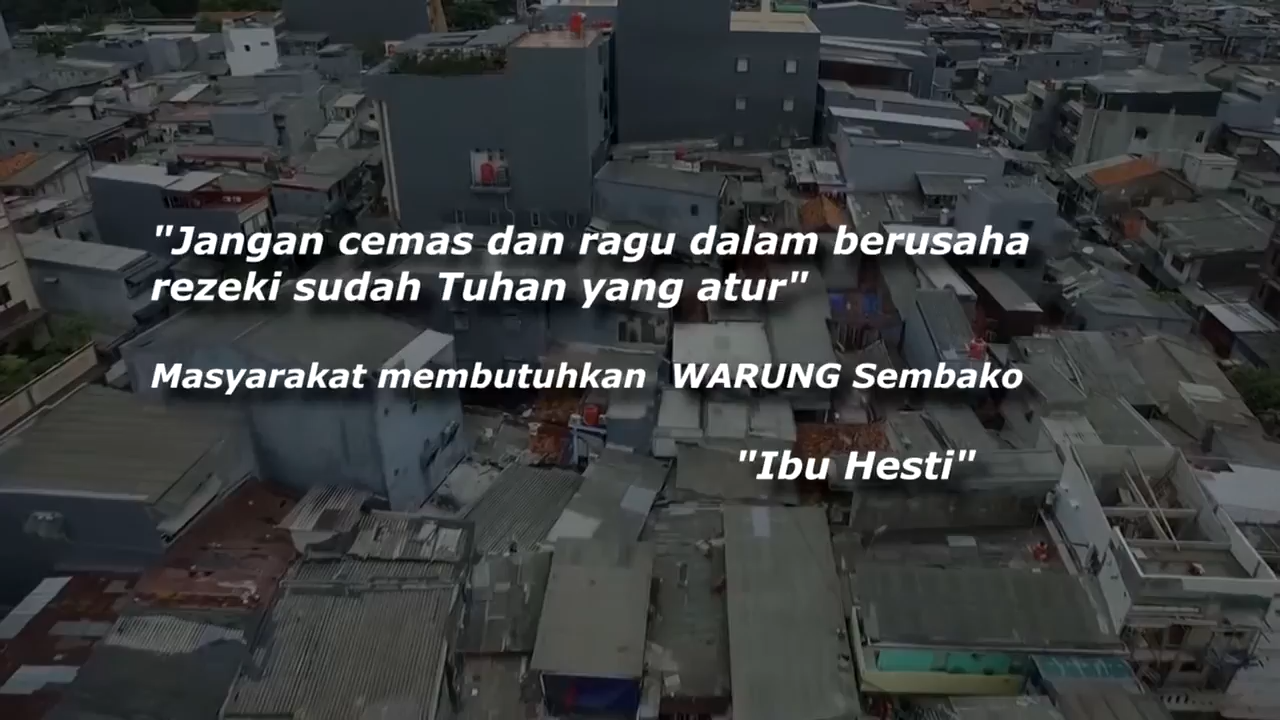 "Jangan cemas dan ragu dalam berusaha
rezeki sudah Tuhan yang atur"
Masyarakat membutuhkan WARUNG Sembako
"Ibu Hesti"